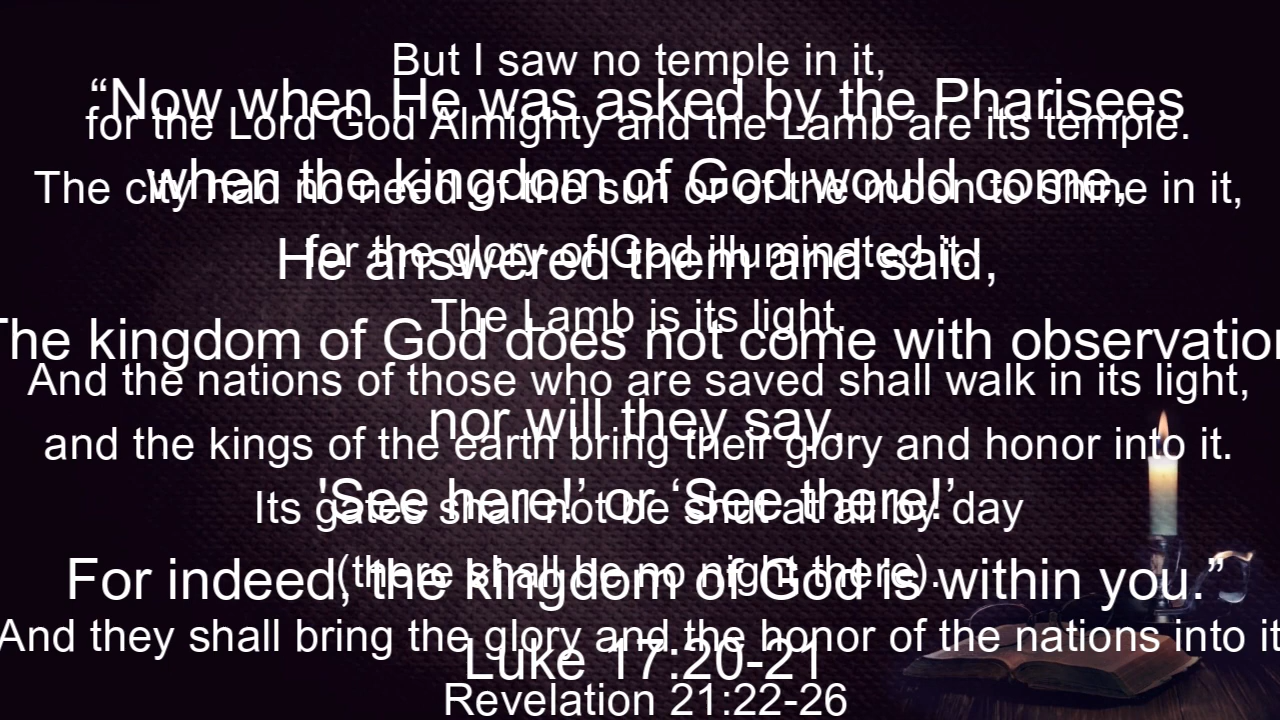 But I saw no temple in it,
“Now when He was asked by the Pharisees
for the Lord God Almighty and the Lamb are its temple.
when the kingdom of God would come,
The city had no need of the sun or of the moon to shine in it,
for the glory of God illuminated it.
He answered them and said,
The Lamb is its light.
The kingdom of God does not come with observation
And the nations of those who are saved shall walk in its light,
nor will they say,
and the kings of the earth bring their glory and honor into it.
'See here!’ or ‘See there!’
Its gates shall not be shut at all by day
(there shall be no night there).
For indeed, the kingdom of God is within you.”
And they shall bring the glory and the honor of the nations into it
Luke 17:20-21
Revelation 21:22-26